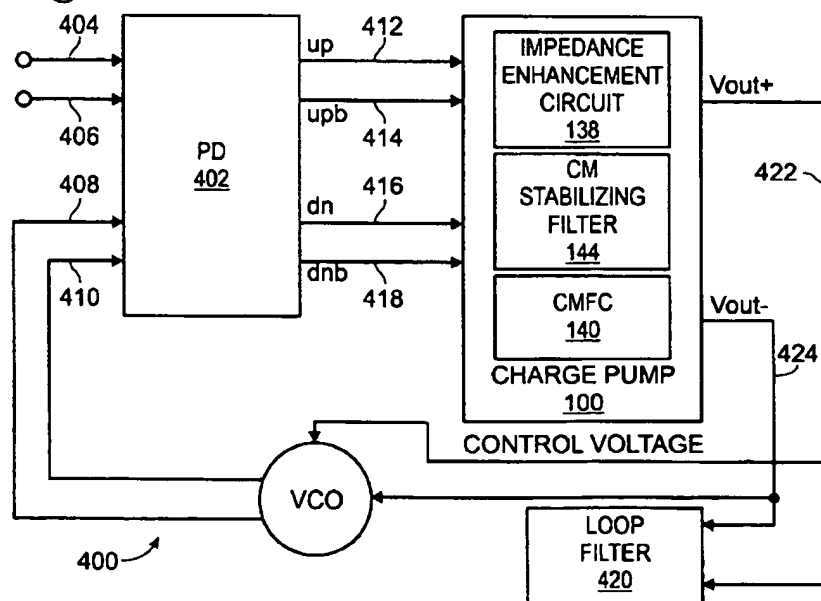 404
406
408
410
PD
402
up
412
upb
414
dn
416
dnb
418
IMPEDANCE
ENHANCEMENT
CIRCUIT
138
CM
STABILIZING
FILTER
144
CMFC
140
CHARGE PUMP
100
Vout+
422
Vout-
424
CONTROL VOLTAGE
VCO
400
LOOP
FILTER
420